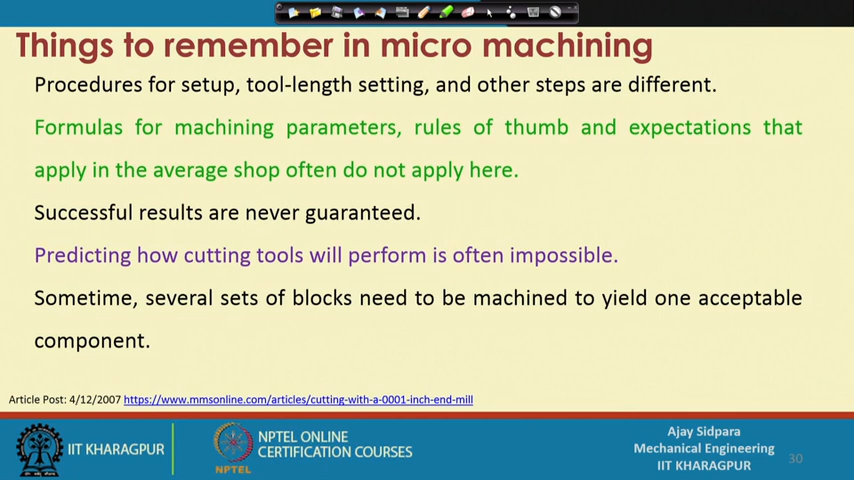 Things to remember in micro machining
Procedures for setup, tool-length setting, and other steps are different.
Formulas for machining parameters, rules of thumb and expectations that
apply in the average shop often do not apply here.
Successful results are never guaranteed.
Predicting how cutting tools will perform is often impossible.
Sometime, several sets of blocks need to be machined to yield one acceptable
component.
Article Post: 4/12/2007 https://www.mmsonline.com/articles/cutting-with-a-0001-inch-end-mill
IIT KHARAGPUR
NPTEL
NPTEL ONLINE
CERTIFICATION COURSES
Ajay Sidpara
Mechanical Engineering
IIT KHARAGPUR
30